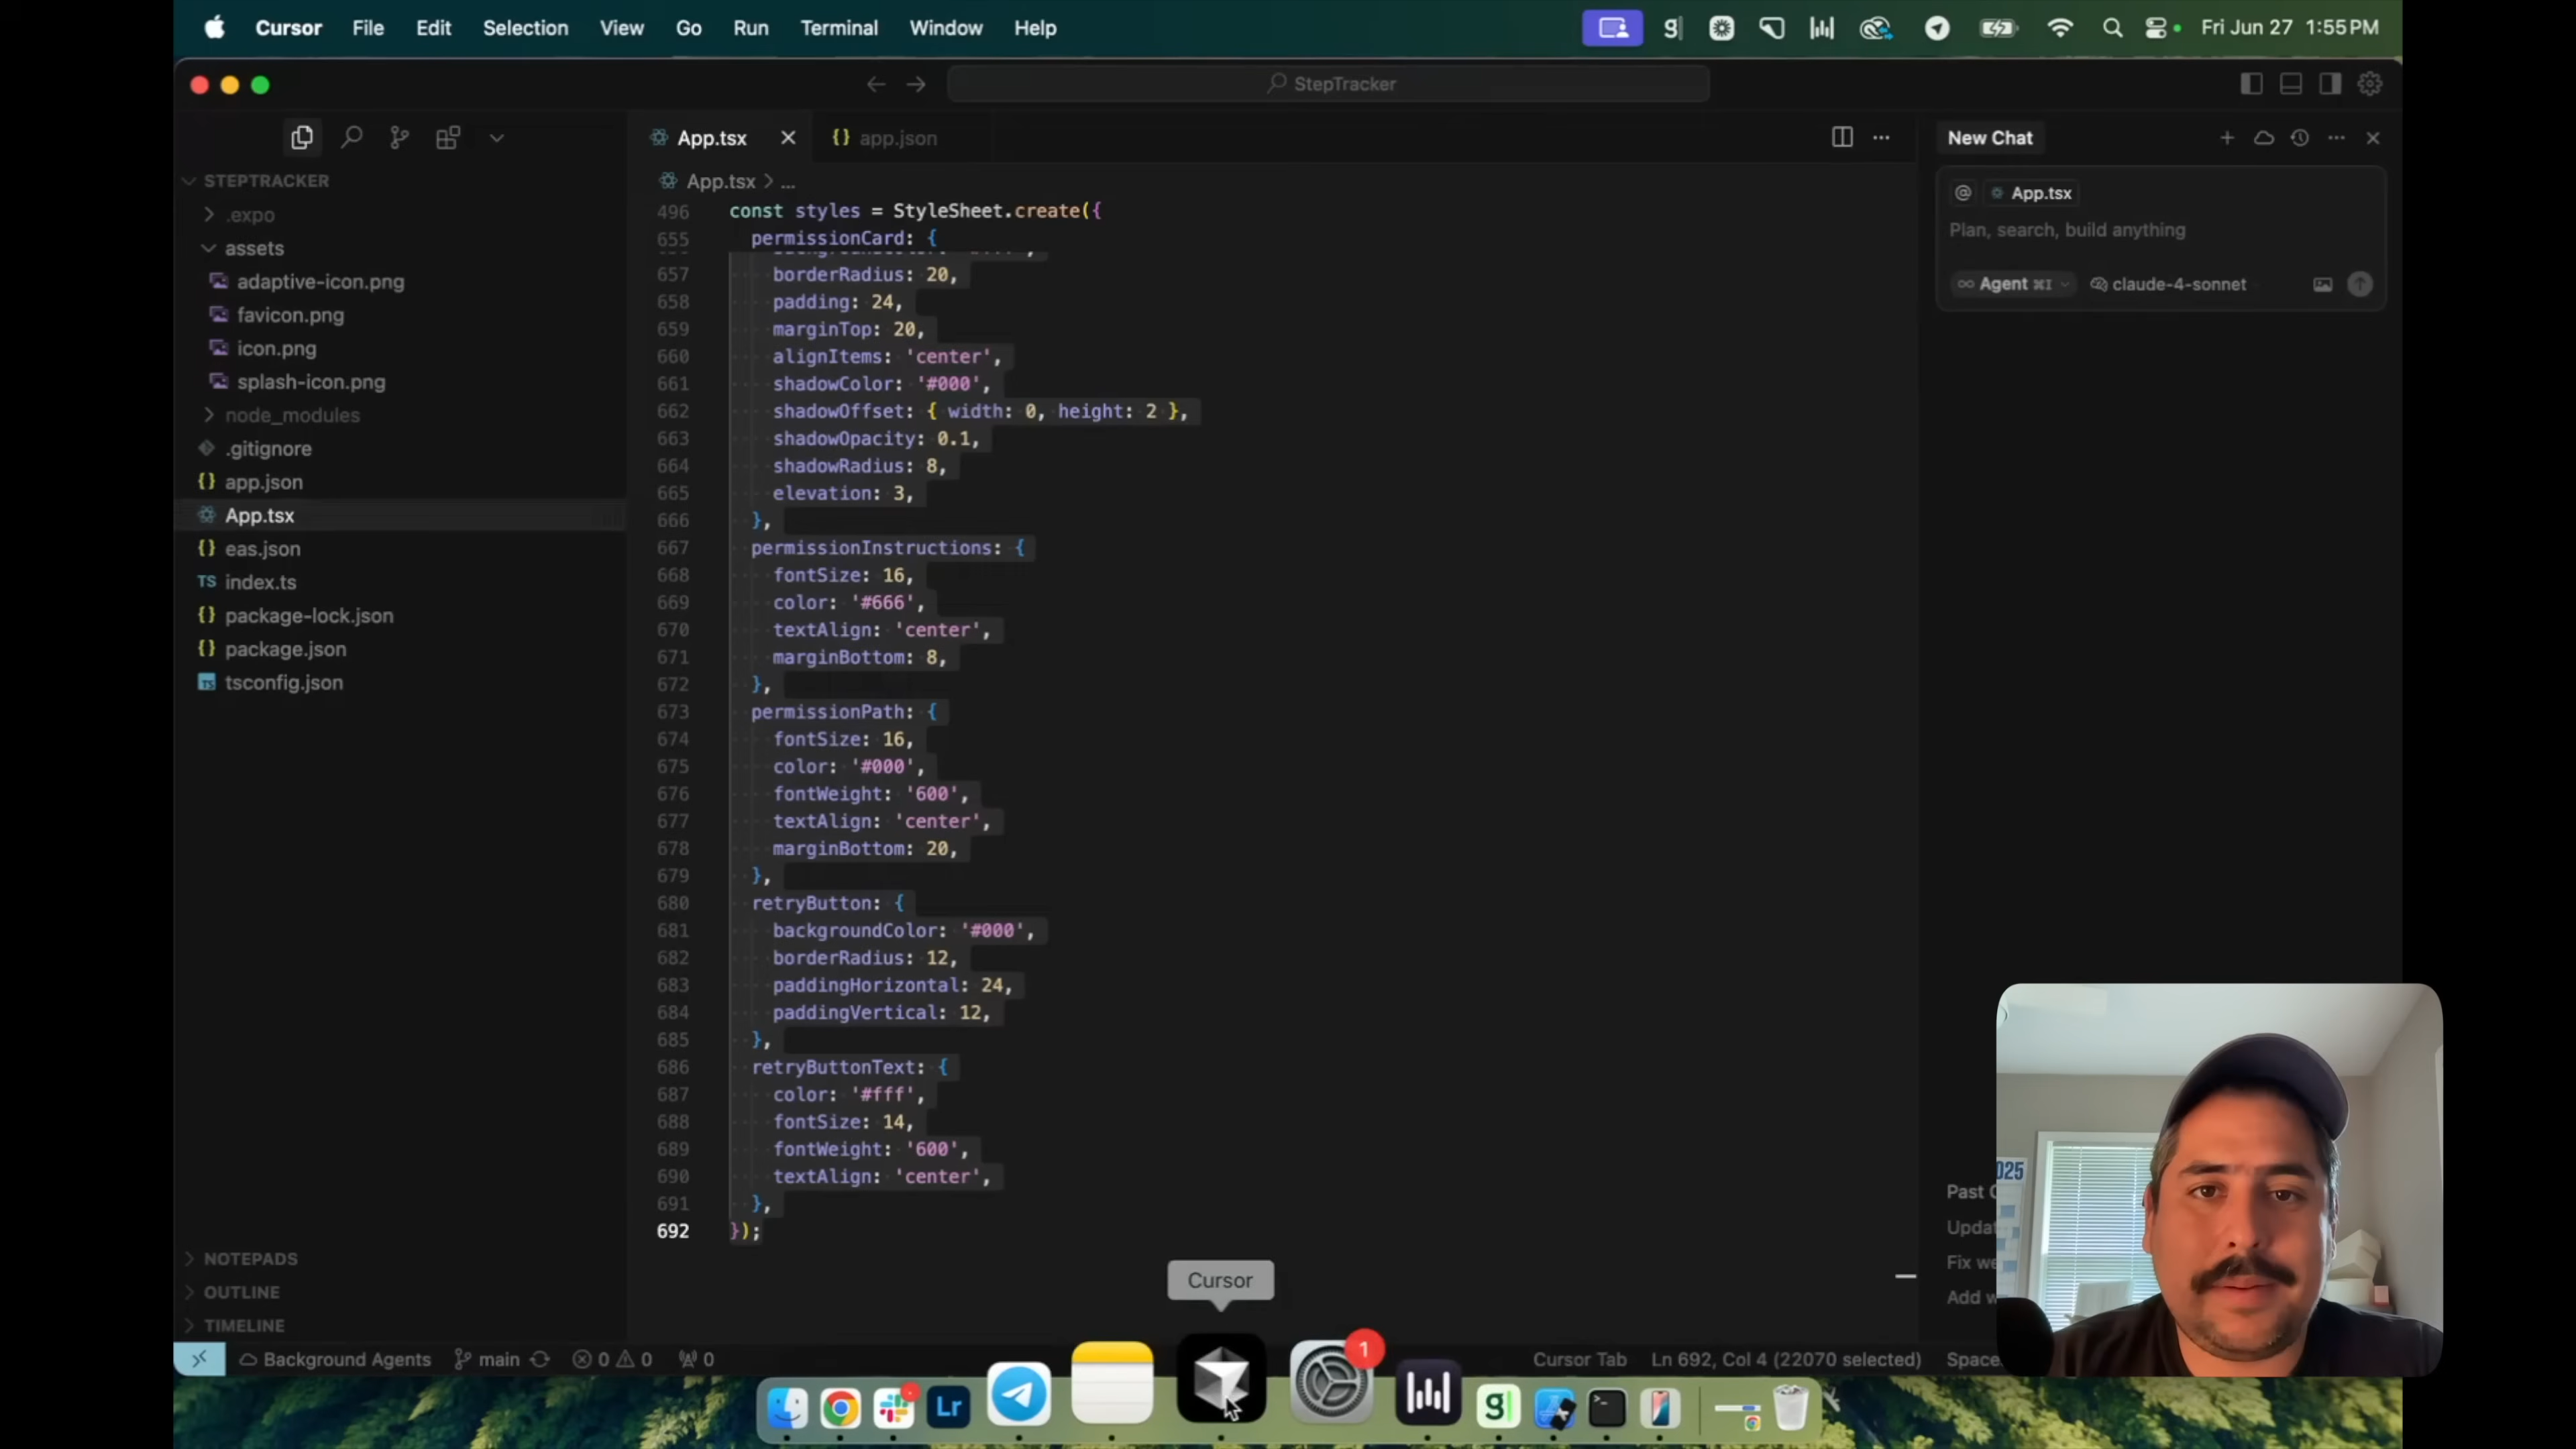 Cursor File Edit Selection View Go Run Terminal Window Help
Fri Jun 27 1:55 PM
StepTracker
App.tsx
app.json
New Chat
STEPTRACKER
App.tsx > ...
.expo
assets
adaptive-icon.png
favicon.png
icon.png
splash-icon.png
node_modules
.gitignore
app.json
App.tsx
eas.json
index.ts
package-lock.json
package.json
tsconfig.json
NOTEPADS
OUTLINE
TIMELINE
496 const styles = StyleSheet.create({
655 permissionCard: {
657 borderRadius: 20,
658 padding: 24,
659 marginTop: 20,
660 alignItems: 'center',
661 shadowColor: '#000',
662 shadowOffset: { width: 0, height: 2 },
663 shadowOpacity: 0.1,
664 shadowRadius: 8,
665 elevation: 3,
666 },
667 permissionInstructions: {
668 fontSize: 16,
669 color: '#666',
670 textAlign: 'center',
671 marginBottom: 8,
672 },
673 permissionPath: {
674 fontSize: 16,
675 color: '#000',
676 fontWeight: '600',
677 textAlign: 'center',
678 marginBottom: 20,
679 },
680 retryButton: {
681 backgroundColor: '#000',
682 borderRadius: 12,
683 paddingHorizontal: 24,
684 paddingVertical: 12,
685 },
686 retryButtonText: {
687 color: '#fff',
688 fontSize: 14,
689 fontWeight: '600',
690 textAlign: 'center',
691 },
692 });
@ App.tsx
Plan, search, build anything
Agent ⌘I claude-4-sonnet
Past
Fix
Add
025
Cursor
Background Agents main 0 0 0
Cursor Tab Ln 692, Col 4 (22070 selected)
Lr
1